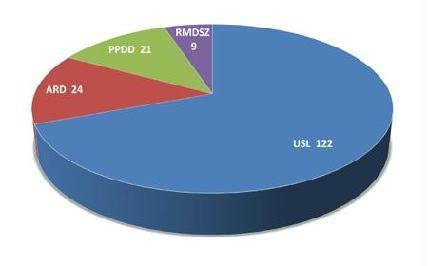 RMDSZ
9
PPDD 21
ARD 24
USL 122